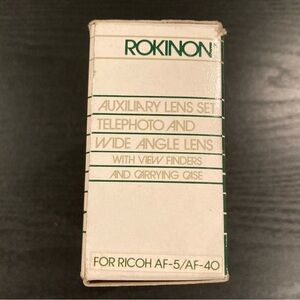 ROKINON
AUXILIARY LENS SET
TELEPHOTO AND
WIDE ANGLE LENS
WITH VIEW FINDERS
AND CARRYING CASE
FOR RICOH AF-5/AF-40